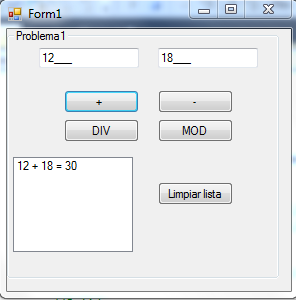 Form1
Problema1
12___ 18___
+ -
DIV MOD
12 + 18 = 30
Limpiar lista